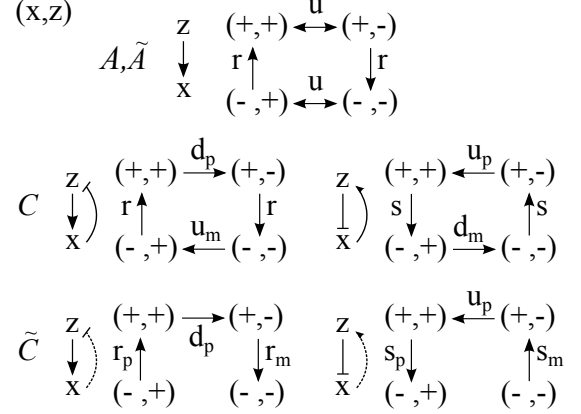 (x,z)
z (+,+) u (+,-)
A,Ã r r
x (- ,+) u (- ,-)
z (+,+) d_p (+,-) z (+,+) u_p (+,-)
C r r s s
x (- ,+) u_m (- ,-) x (- ,+) d_m (- ,-)
z (+,+) d_p (+,-) z (+,+) u_p (+,-)
C̃ r_p r_m s_p s_m
x (- ,+) (- ,-) x (- ,+) (- ,-)